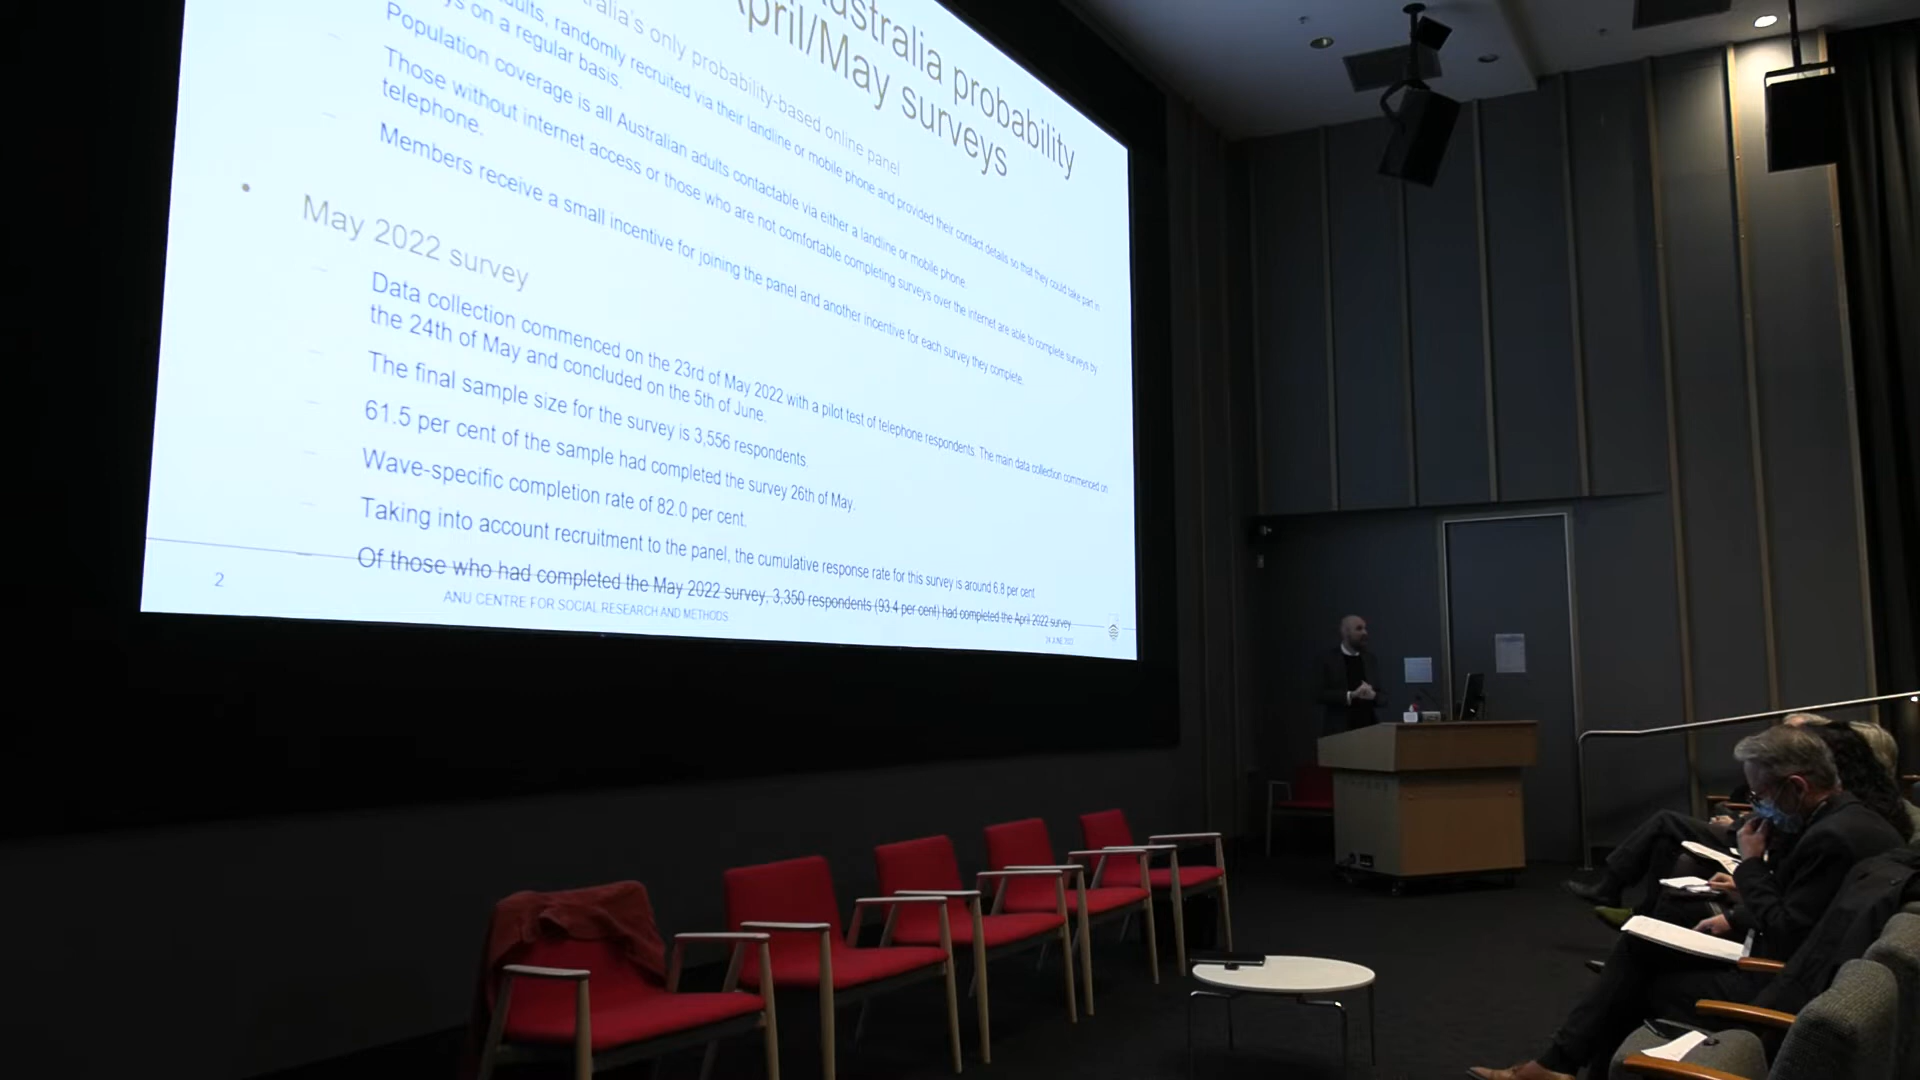 Australia probability
April/May surveys
only probability-based online panel
randomly recruited via their landline or mobile phone and provided their contact details so that they could take part in
on a regular basis.
Population coverage is all Australian adults contactable via either a landline or mobile phone.
Those without internet access or those who are not comfortable completing surveys over the internet are able to complete surveys by
telephone.
Members receive a small incentive for joining the panel and another incentive for each survey they complete.
May 2022 survey
Data collection commenced on the 23rd of May 2022 with a pilot test of telephone respondents. The main data collection commenced on
the 24th of May and concluded on the 5th of June.
The final sample size for the survey is 3,556 respondents.
61.5 per cent of the sample had completed the survey 26th of May.
Wave-specific completion rate of 82.0 per cent.
Taking into account recruitment to the panel, the cumulative response rate for this survey is around 6.8 per cent.
Of those who had completed the May 2022 survey, 3,350 respondents (93.4 per cent) had completed the April 2022 survey
2
ANU CENTRE FOR SOCIAL RESEARCH AND METHODS